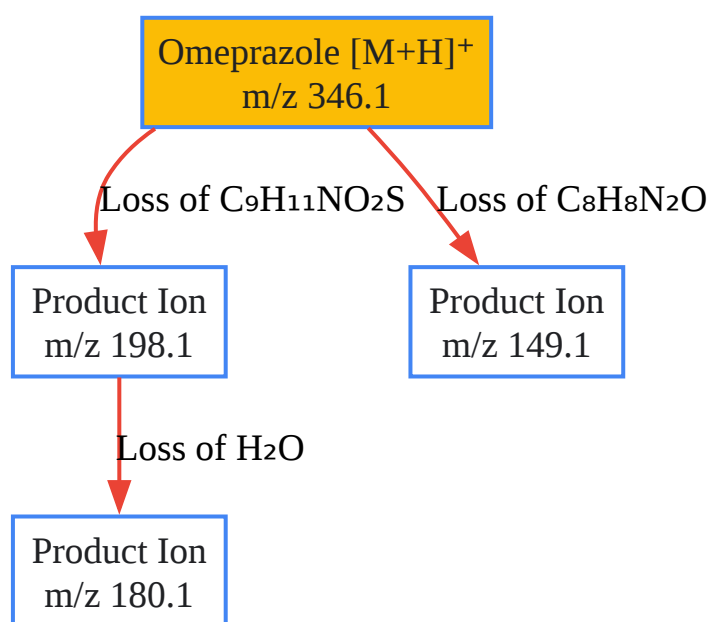 Omeprazole [M+H]⁺
m/z 346.1
Loss of C₉H₁₁NO₂S
Loss of C₈H₈N₂O
Product Ion
m/z 198.1
Product Ion
m/z 149.1
Loss of H₂O
Product Ion
m/z 180.1